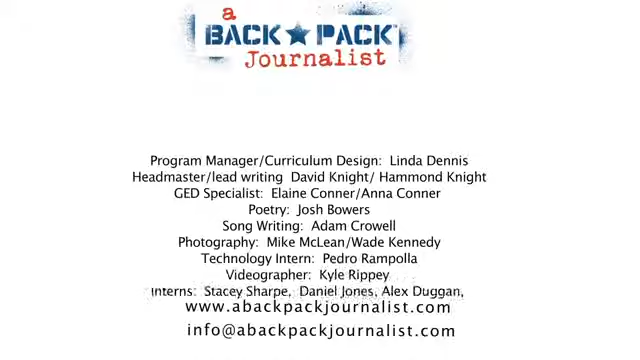 a
BACK★PACK™
Journalist
Program Manager/Curriculum Design: Linda Dennis
Headmaster/lead writing David Knight/ Hammond Knight
GED Specialist: Elaine Conner/Anna Conner
Poetry: Josh Bowers
Song Writing: Adam Crowell
Photography: Mike McLean/Wade Kennedy
Technology Intern: Pedro Rampolla
Videographer: Kyle Rippey
Interns: Stacey Sharpe, Daniel Jones, Alex Duggan,
www.abackpackjournalist.com
info@abackpackjournalist.com